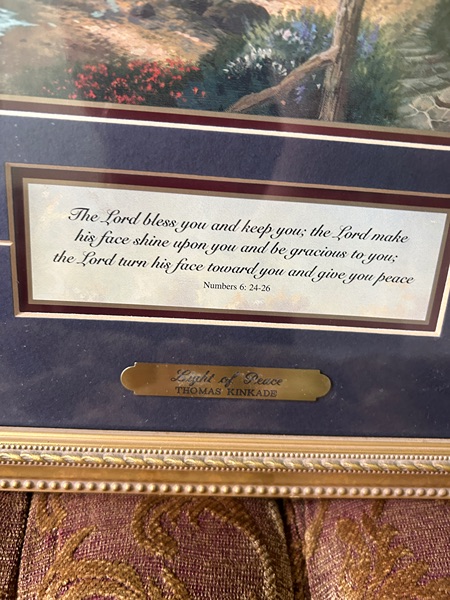 The Lord bless you and keep you; the Lord make
his face shine upon you and be gracious to you;
the Lord turn his face toward you and give you peace
Numbers 6: 24-26
Light of Peace
THOMAS KINKADE